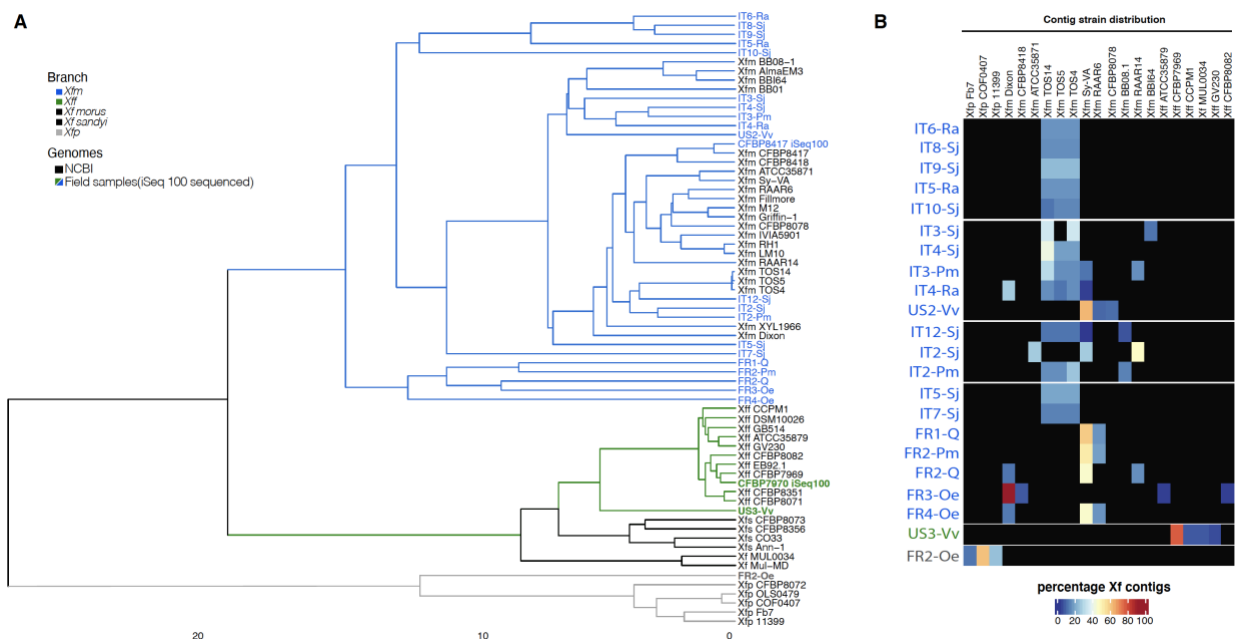 A
Branch
Xfm
Xff
Xf morus
Xf sandyi
Xfp
Genomes
NCBI
Field samples(iSeq 100 sequenced)
IT6-Ra
IT8-Sj
IT9-Sj
IT5-Ra
IT10-Sj
Xfm BB08-1
Xfm AlmaEM3
Xfm BBI64
Xfm BB01
IT3-Sj
IT4-Sj
IT3-Pm
IT4-Ra
US2-Vv
CFBP8417 iSeq100
Xfm CFBP8417
Xfm CFBP8418
Xfm ATCC35871
Xfm Sy-VA
Xfm RAAR6
Xfm Fillmore
Xfm M12
Xfm Griffin-1
Xfm CFBP8078
Xfm IVIA5901
Xfm RH1
Xfm LM10
Xfm RAAR14
Xfm TOS14
Xfm TOS5
Xfm TOS4
IT12-Sj
IT2-Sj
IT2-Pm
Xfm XYL1966
Xfm Dixon
IT5-Sj
IT7-Sj
FR1-Q
FR2-Pm
FR2-Q
FR3-Oe
FR4-Oe
Xff CCPM1
Xff DSM10026
Xff GB514
Xff ATCC35879
Xff GV230
Xff CFBP8082
Xff EB92.1
Xff CFBP7969
CFBP7970 iSeq100
Xff CFBP8351
Xff CFBP8071
US3-Vv
Xfs CFBP8073
Xfs CFBP8356
Xfs CO33
Xfs Ann-1
Xf MUL0034
Xf Mul-MD
FR2-Oe
Xfp CFBP8072
Xfp OLS0479
Xfp COF0407
Xfp Fb7
Xfp 11399
20
10
0
B
Contig strain distribution
Xfp Fb7
Xfp COF0407
Xfp 11399
Xfm Dixon
Xfm CFBP8418
Xfm ATCC35871
Xfm TOS14
Xfm TOS5
Xfm TOS4
Xfm Sy-VA
Xfm RAAR6
Xfm CFBP8078
Xfm BB08.1
Xfm RAAR14
Xfm BBI64
Xff ATCC35879
Xff CFBP7969
Xff CCPM1
Xf MUL0034
Xff GV230
Xff CFBP8082
IT6-Ra
IT8-Sj
IT9-Sj
IT5-Ra
IT10-Sj
IT3-Sj
IT4-Sj
IT3-Pm
IT4-Ra
US2-Vv
IT12-Sj
IT2-Sj
IT2-Pm
IT5-Sj
IT7-Sj
FR1-Q
FR2-Pm
FR2-Q
FR3-Oe
FR4-Oe
US3-Vv
FR2-Oe
percentage Xf contigs
0 20 40 60 80 100